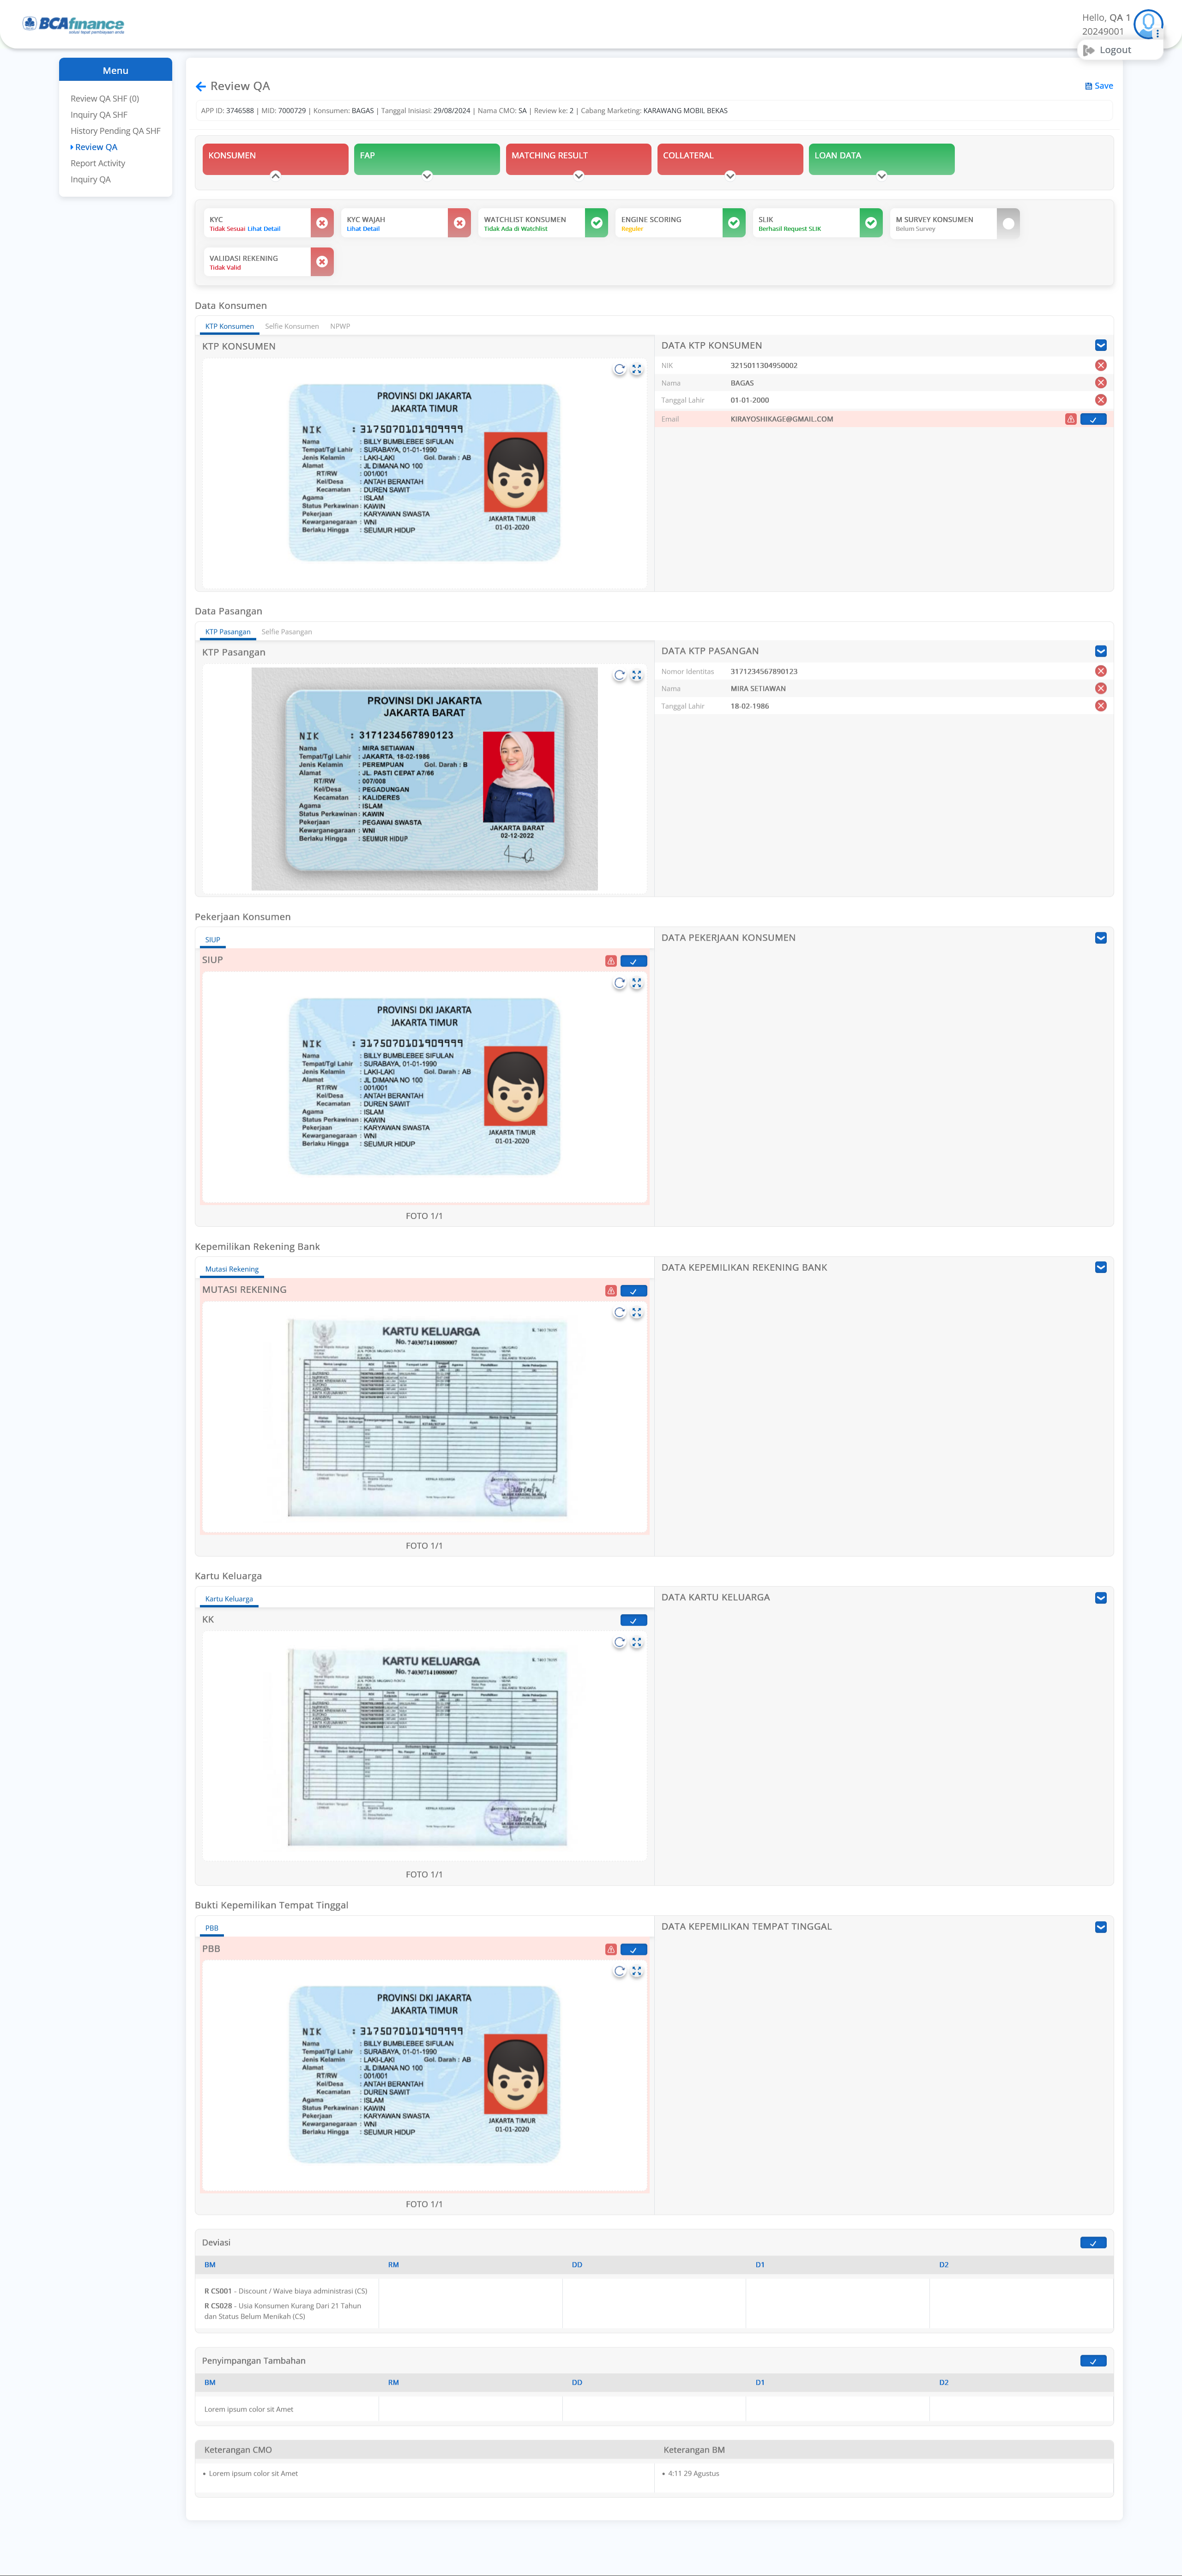 BCAfinance
solusi tepat pembiayaan anda
Hello, QA 1
20249001
Logout
Menu
Review QA SHF (0)
Inquiry QA SHF
History Pending QA SHF
Review QA
Report Activity
Inquiry QA
Review QA
Save
APP ID: 3746588 | MID: 7000729 | Konsumen: BAGAS | Tanggal Inisiasi: 29/08/2024 | Nama CMO: SA | Review ke: 2 | Cabang Marketing: KARAWANG MOBIL BEKAS
KONSUMEN
FAP
MATCHING RESULT
COLLATERAL
LOAN DATA
KYC
Tidak Sesuai Lihat Detail
KYC WAJAH
Lihat Detail
WATCHLIST KONSUMEN
Tidak Ada di Watchlist
ENGINE SCORING
Reguler
SLIK
Berhasil Request SLIK
M SURVEY KONSUMEN
Belum Survey
VALIDASI REKENING
Tidak Valid
Data Konsumen
KTP Konsumen Selfie Konsumen NPWP
KTP KONSUMEN
PROVINSI DKI JAKARTA
JAKARTA TIMUR
NIK : 3175070101909999
Nama : BILLY BUMBLEBEE SIFULAN
Tempat/Tgl Lahir : SURABAYA, 01-01-1990
Jenis Kelamin : LAKI-LAKI Gol. Darah : AB
Alamat : JL DIMANA NO 100
RT/RW : 001/001
Kel/Desa : ANTAH BERANTAH
Kecamatan : DUREN SAWIT
Agama : ISLAM
Status Perkawinan : KAWIN
Pekerjaan : KARYAWAN SWASTA
Kewarganegaraan : WNI
Berlaku Hingga : SEUMUR HIDUP
JAKARTA TIMUR
01-01-2020
DATA KTP KONSUMEN
NIK 3215011304950002
Nama BAGAS
Tanggal Lahir 01-01-2000
Email KIRAYOSHIKAGE@GMAIL.COM
Data Pasangan
KTP Pasangan Selfie Pasangan
KTP Pasangan
PROVINSI DKI JAKARTA
JAKARTA BARAT
NIK : 3171234567890123
Nama : MIRA SETIAWAN
Tempat/Tgl Lahir : JAKARTA, 18-02-1986
Jenis Kelamin : PEREMPUAN Gol. Darah : B
Alamat : JL. PASTI CEPAT A7/66
RT/RW : 007/008
Kel/Desa : PEGADUNGAN
Kecamatan : KALIDERES
Agama : ISLAM
Status Perkawinan : KAWIN
Pekerjaan : PEGAWAI SWASTA
Kewarganegaraan : WNI
Berlaku Hingga : SEUMUR HIDUP
JAKARTA BARAT
02-12-2022
DATA KTP PASANGAN
Nomor Identitas 3171234567890123
Nama MIRA SETIAWAN
Tanggal Lahir 18-02-1986
Pekerjaan Konsumen
SIUP
SIUP
PROVINSI DKI JAKARTA
JAKARTA TIMUR
NIK : 3175070101909999
Nama : BILLY BUMBLEBEE SIFULAN
Tempat/Tgl Lahir : SURABAYA, 01-01-1990
Jenis Kelamin : LAKI-LAKI Gol. Darah : AB
Alamat : JL DIMANA NO 100
RT/RW : 001/001
Kel/Desa : ANTAH BERANTAH
Kecamatan : DUREN SAWIT
Agama : ISLAM
Status Perkawinan : KAWIN
Pekerjaan : KARYAWAN SWASTA
Kewarganegaraan : WNI
Berlaku Hingga : SEUMUR HIDUP
JAKARTA TIMUR
01-01-2020
FOTO 1/1
DATA PEKERJAAN KONSUMEN
Kepemilikan Rekening Bank
Mutasi Rekening
MUTASI REKENING
KARTU KELUARGA
No. 7403071410080007
FOTO 1/1
DATA KEPEMILIKAN REKENING BANK
Kartu Keluarga
Kartu Keluarga
KK
KARTU KELUARGA
No. 7403071410080007
FOTO 1/1
DATA KARTU KELUARGA
Bukti Kepemilikan Tempat Tinggal
PBB
PBB
PROVINSI DKI JAKARTA
JAKARTA TIMUR
NIK : 3175070101909999
Nama : BILLY BUMBLEBEE SIFULAN
Tempat/Tgl Lahir : SURABAYA, 01-01-1990
Jenis Kelamin : LAKI-LAKI Gol. Darah : AB
Alamat : JL DIMANA NO 100
RT/RW : 001/001
Kel/Desa : ANTAH BERANTAH
Kecamatan : DUREN SAWIT
Agama : ISLAM
Status Perkawinan : KAWIN
Pekerjaan : KARYAWAN SWASTA
Kewarganegaraan : WNI
Berlaku Hingga : SEUMUR HIDUP
JAKARTA TIMUR
01-01-2020
FOTO 1/1
DATA KEPEMILIKAN TEMPAT TINGGAL
Deviasi
BM RM DD D1 D2
R CS001 - Discount / Waive biaya administrasi (CS)
R CS028 - Usia Konsumen Kurang Dari 21 Tahun
dan Status Belum Menikah (CS)
Penyimpangan Tambahan
BM RM DD D1 D2
Lorem ipsum color sit Amet
Keterangan CMO
Keterangan BM
• Lorem ipsum color sit Amet
• 4:11 29 Agustus